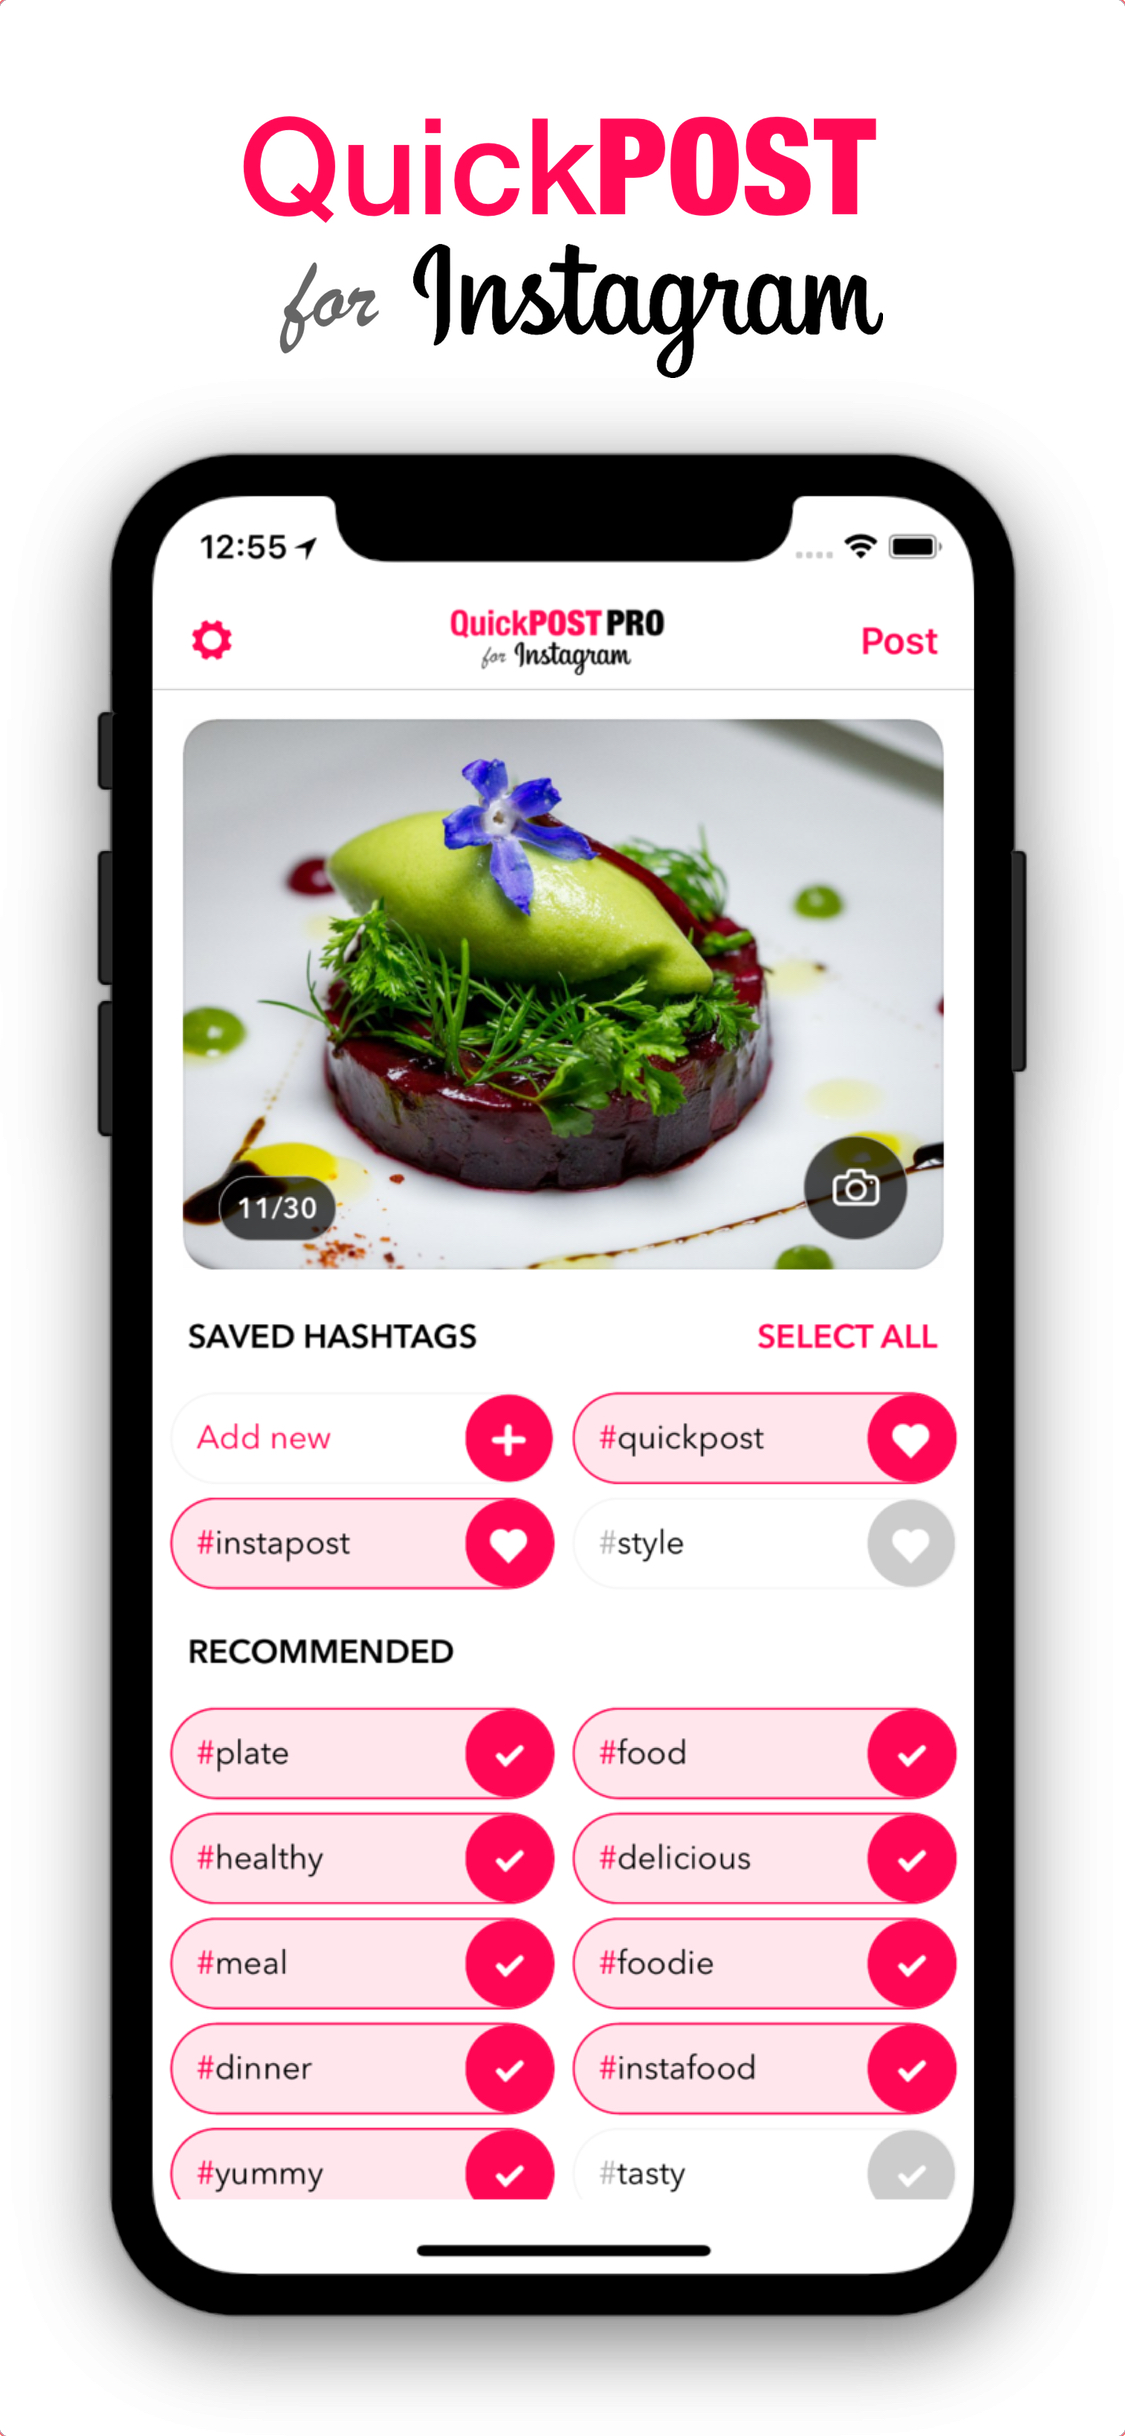 QuickPOST
for Instagram
12:55
QuickPOST PRO
for Instagram
Post
11/30
SAVED HASHTAGS
SELECT ALL
Add new
#quickpost
#instapost
#style
RECOMMENDED
#plate
#food
#healthy
#delicious
#meal
#foodie
#dinner
#instafood
#yummy
#tasty